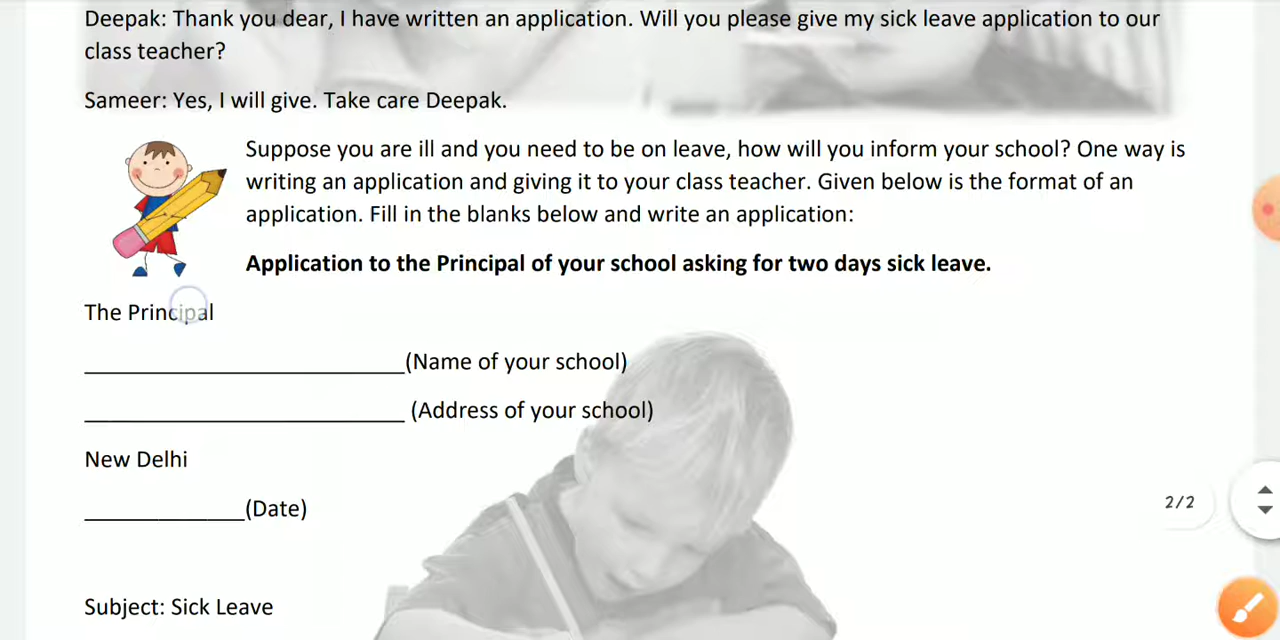 Deepak: Thank you dear, I have written an application. Will you please give my sick leave application to our
class teacher?
Sameer: Yes, I will give. Take care Deepak.
Suppose you are ill and you need to be on leave, how will you inform your school? One way is
writing an application and giving it to your class teacher. Given below is the format of an
application. Fill in the blanks below and write an application:
Application to the Principal of your school asking for two days sick leave.
The Principal
__________________________(Name of your school)
__________________________ (Address of your school)
New Delhi
_____________(Date)
2/2
Subject: Sick Leave